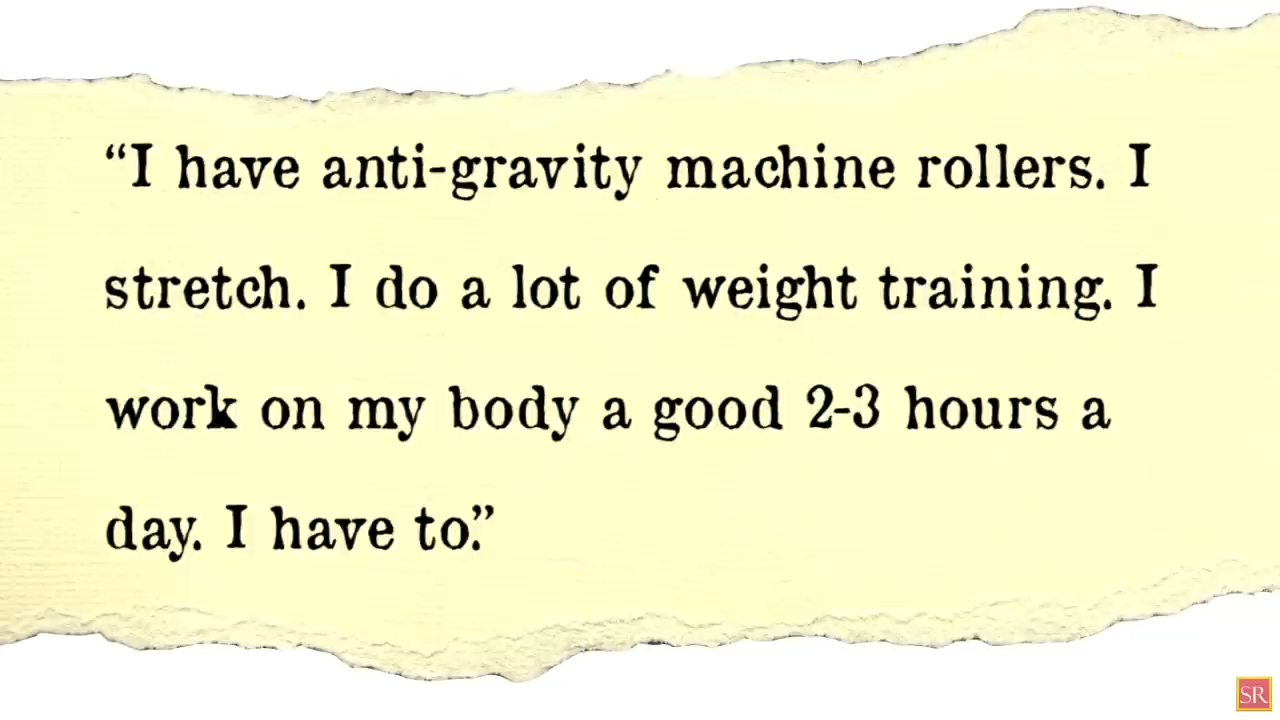 “I have anti-gravity machine rollers. I
stretch. I do a lot of weight training. I
work on my body a good 2-3 hours a
day. I have to.”
SR